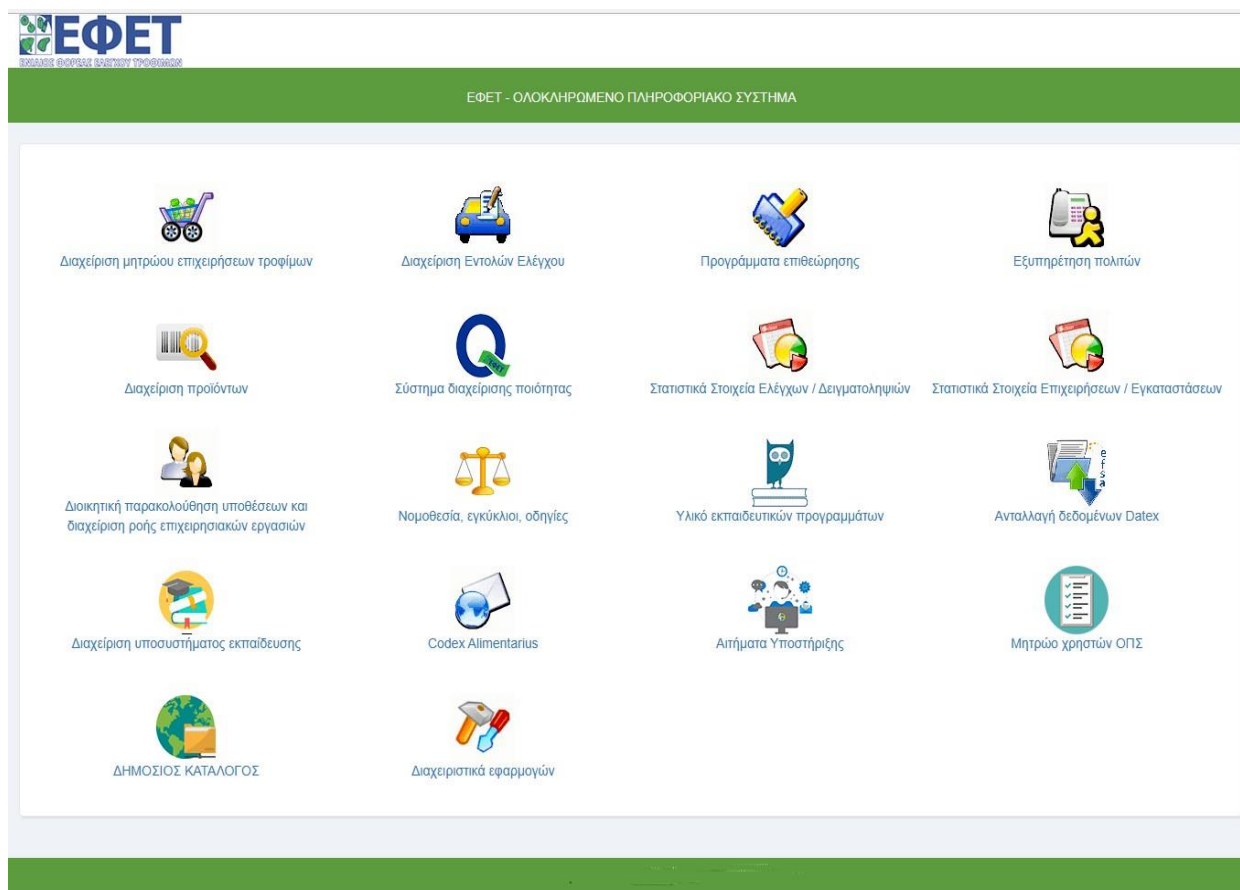 ΕΦΕΤ
ΕΝΙΑΙΟΣ ΦΟΡΕΑΣ ΕΛΕΓΧΟΥ ΤΡΟΦΙΜΩΝ
ΕΦΕΤ - ΟΛΟΚΛΗΡΩΜΕΝΟ ΠΛΗΡΟΦΟΡΙΑΚΟ ΣΥΣΤΗΜΑ
Διαχείριση μητρώου επιχειρήσεων τροφίμων
Διαχείριση Εντολών Ελέγχου
Προγράμματα επιθεώρησης
Εξυπηρέτηση πολιτών
ΕΦΕΤ
Διαχείριση προϊόντων
Σύστημα διαχείρισης ποιότητας
Στατιστικά Στοιχεία Ελέγχων / Δειγματοληψιών
Στατιστικά Στοιχεία Επιχειρήσεων / Εγκαταστάσεων
efsa
Διοικητική παρακολούθηση υποθέσεων και
διαχείριση ροής επιχειρησιακών εργασιών
Νομοθεσία, εγκύκλιοι, οδηγίες
Υλικό εκπαιδευτικών προγραμμάτων
Ανταλλαγή δεδομένων Datex
Διαχείριση υποσυστήματος εκπαίδευσης
Codex Alimentarius
Αιτήματα Υποστήριξης
Μητρώο χρηστών ΟΠΣ
ΔΗΜΟΣΙΟΣ ΚΑΤΑΛΟΓΟΣ
Διαχειριστικά εφαρμογών